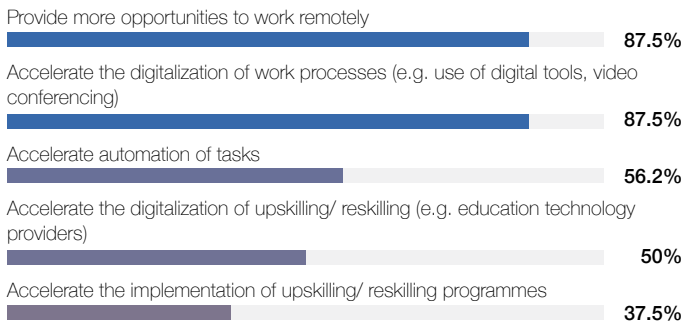 Provide more opportunities to work remotely
87.5%
Accelerate the digitalization of work processes (e.g. use of digital tools, video
conferencing)
87.5%
Accelerate automation of tasks
56.2%
Accelerate the digitalization of upskilling/ reskilling (e.g. education technology
providers)
50%
Accelerate the implementation of upskilling/ reskilling programmes
37.5%